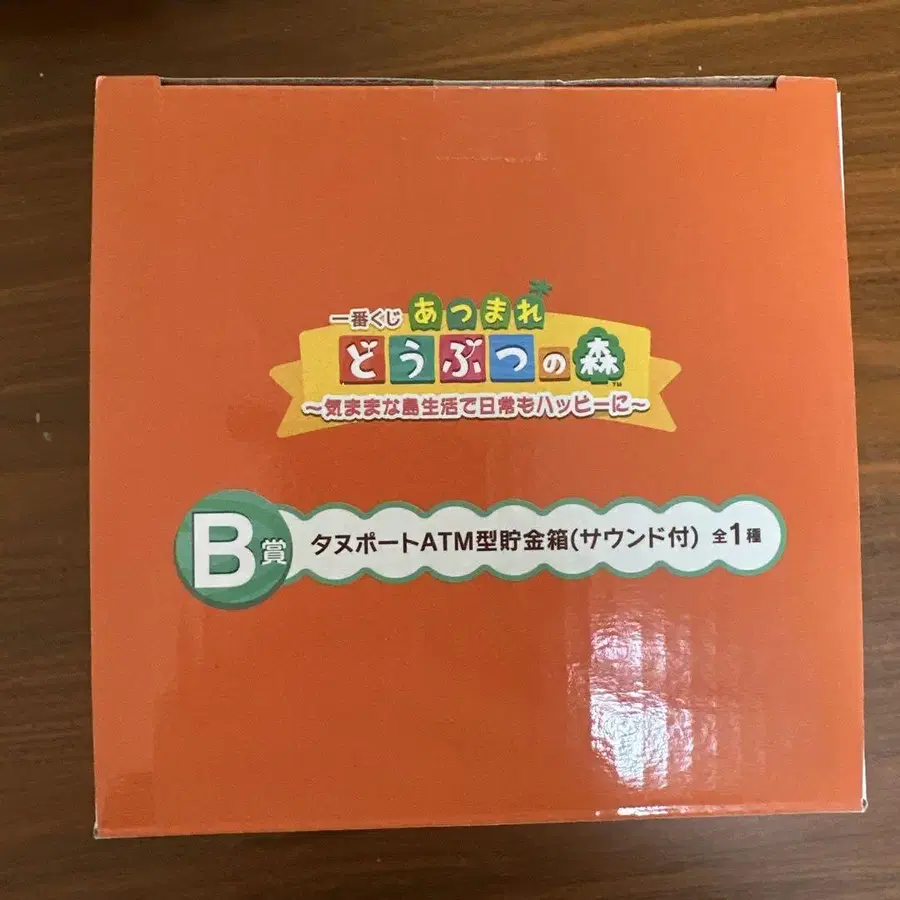 一番くじ あつまれ
どうぶつの森™
～気ままな島生活で日常もハッピーに～
B賞 タヌポートATM型貯金箱(サウンド付) 全1種